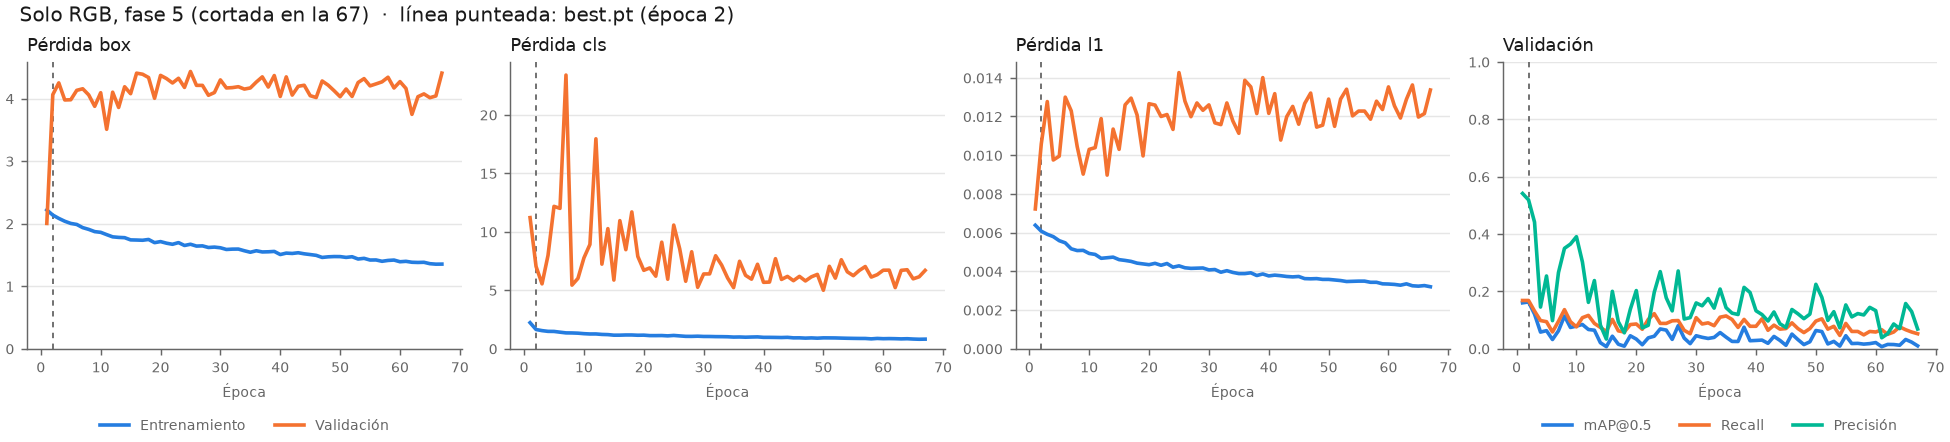 Solo RGB, fase 5 (cortada en la 67)  ·  línea punteada: best.pt (época 2)
Pérdida box
4
3
2
1
0
0 10 20 30 40 50 60 70
Época
Entrenamiento Validación
Pérdida cls
20
15
10
5
0
0 10 20 30 40 50 60 70
Época
Pérdida l1
0.014
0.012
0.010
0.008
0.006
0.004
0.002
0.000
0 10 20 30 40 50 60 70
Época
Validación
1.0
0.8
0.6
0.4
0.2
0.0
0 10 20 30 40 50 60 70
Época
mAP@0.5 Recall Precisión